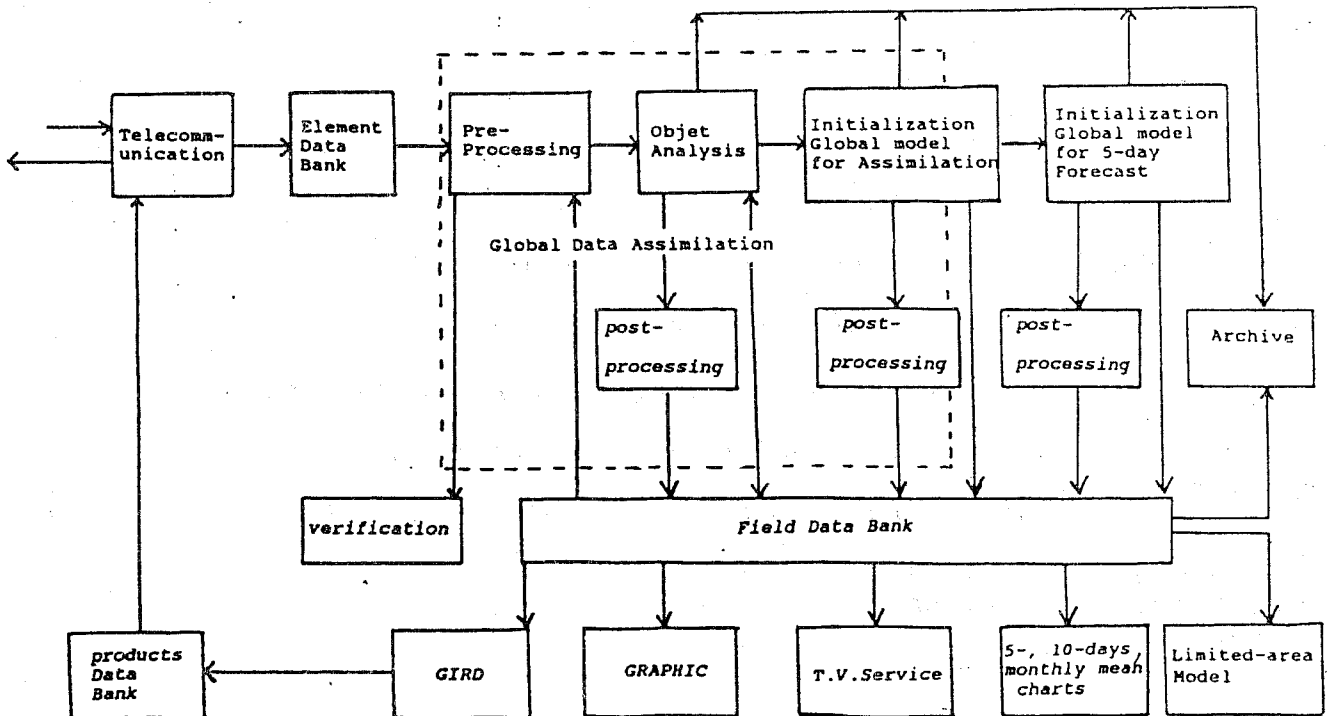 Telecomm-
unication
Element
Data
Bank
Pre-
Processing
Objet
Analysis
Initialization
Global model
for Assimilation
Initialization
Global model
for 5-day
Forecast
Global Data Assimilation
post-
processing
post-
processing
post-
processing
Archive
verification
Field Data Bank
products
Data
Bank
GIRD
GRAPHIC
T.V.Service
5-, 10-days,
monthly meah
charts
Limited-area
Model